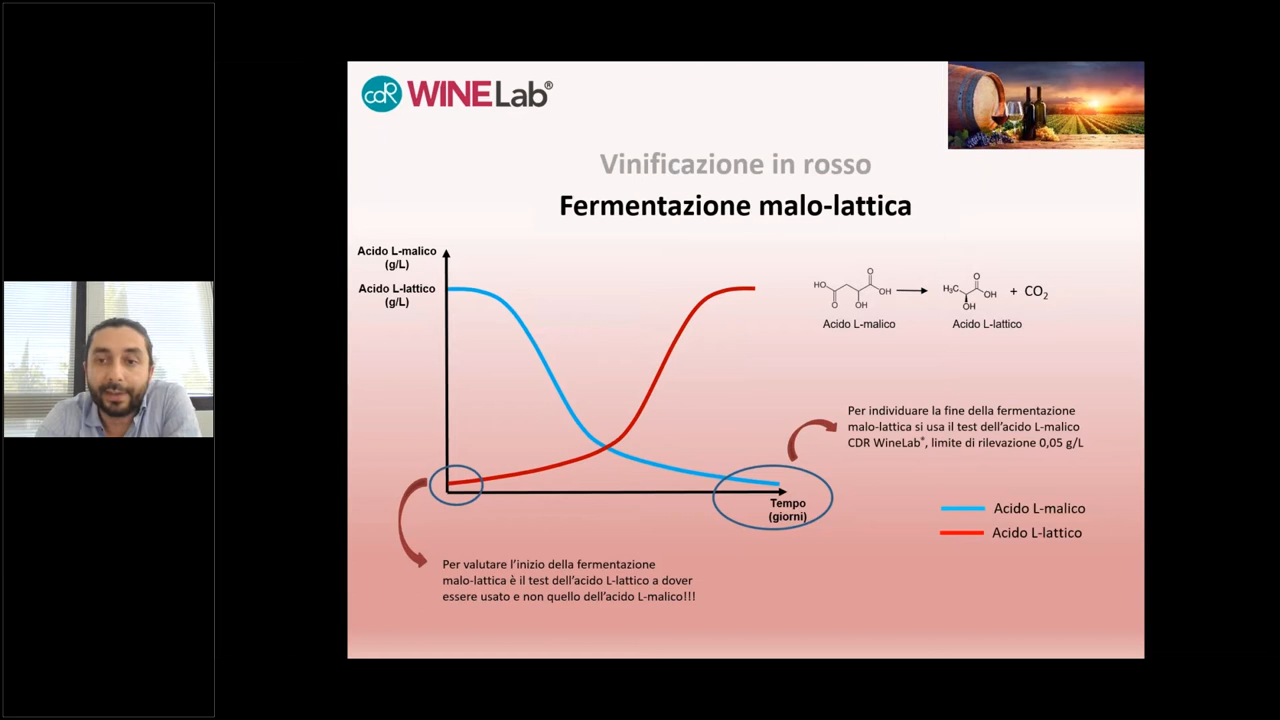 cdR WINELab®
Vinificazione in rosso
Fermentazione malo-lattica
Acido L-malico
(g/L)
Acido L-lattico
(g/L)
HO
O
OH
O
OH
H₃C
O
OH
OH
+ CO₂
Acido L-malico
Acido L-lattico
Per individuare la fine della fermentazione
malo-lattica si usa il test dell’acido L-malico
CDR WineLab®, limite di rilevazione 0,05 g/L
Tempo
(giorni)
Acido L-malico
Acido L-lattico
Per valutare l’inizio della fermentazione
malo-lattica è il test dell’acido L-lattico a dover
essere usato e non quello dell’acido L-malico!!!